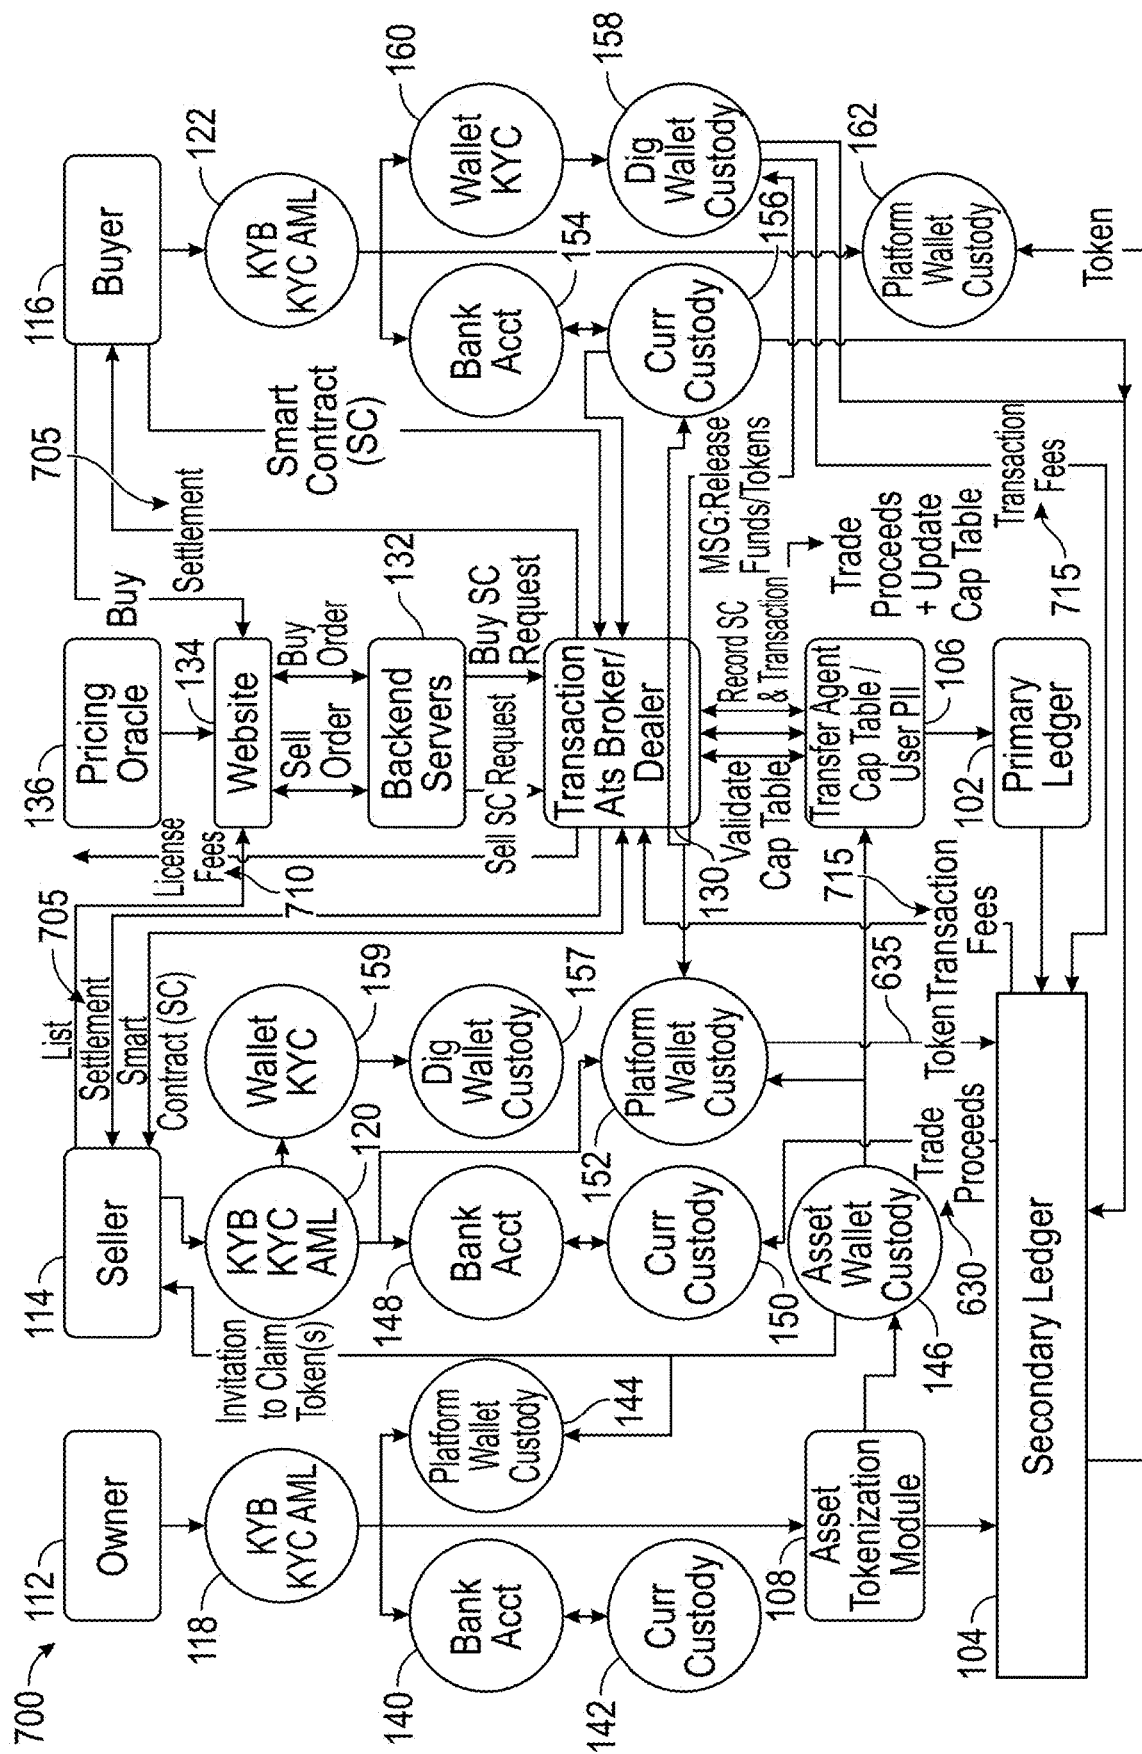 700
112
Owner
118
KYB
KYC AML
140
Bank
Acct
142
Curr
Custody
Platform
Wallet
Custody
144
108
Asset
Tokenization
Module
104
Secondary Ledger
114
Seller
Invitation
to Claim
Token(s)
KYB
KYC
AML
120
148
Bank
Acct
150
Curr
Custody
146
Asset
Wallet
Custody
Wallet
KYC
159
Dig
Wallet
Custody
157
152
Platform
Wallet
Custody
635
630
Trade
Proceeds
Token
Transaction
Fees
715
List
705
Settlement
Smart
Contract (SC)
License
Fees
710
136
Pricing
Oracle
134
Website
Sell
Order
Buy
Order
132
Backend
Servers
Sell SC Request
Buy SC
Request
Transaction
Ats Broker/
Dealer
130
Validate
Cap Table
Record SC
& Transaction
Transfer Agent
Cap Table /
User PII
106
102
Primary
Ledger
Buy
Settlement
705
Smart
Contract
(SC)
MSG:Release
Funds/Tokens
Trade
Proceeds
+ Update
Cap Table
Transaction
Fees
715
116
Buyer
122
KYB
KYC AML
Bank
Acct
154
Curr
Custody
156
Wallet
KYC
160
Dig
Wallet
Custody
158
Platform
Wallet
Custody
162
Token